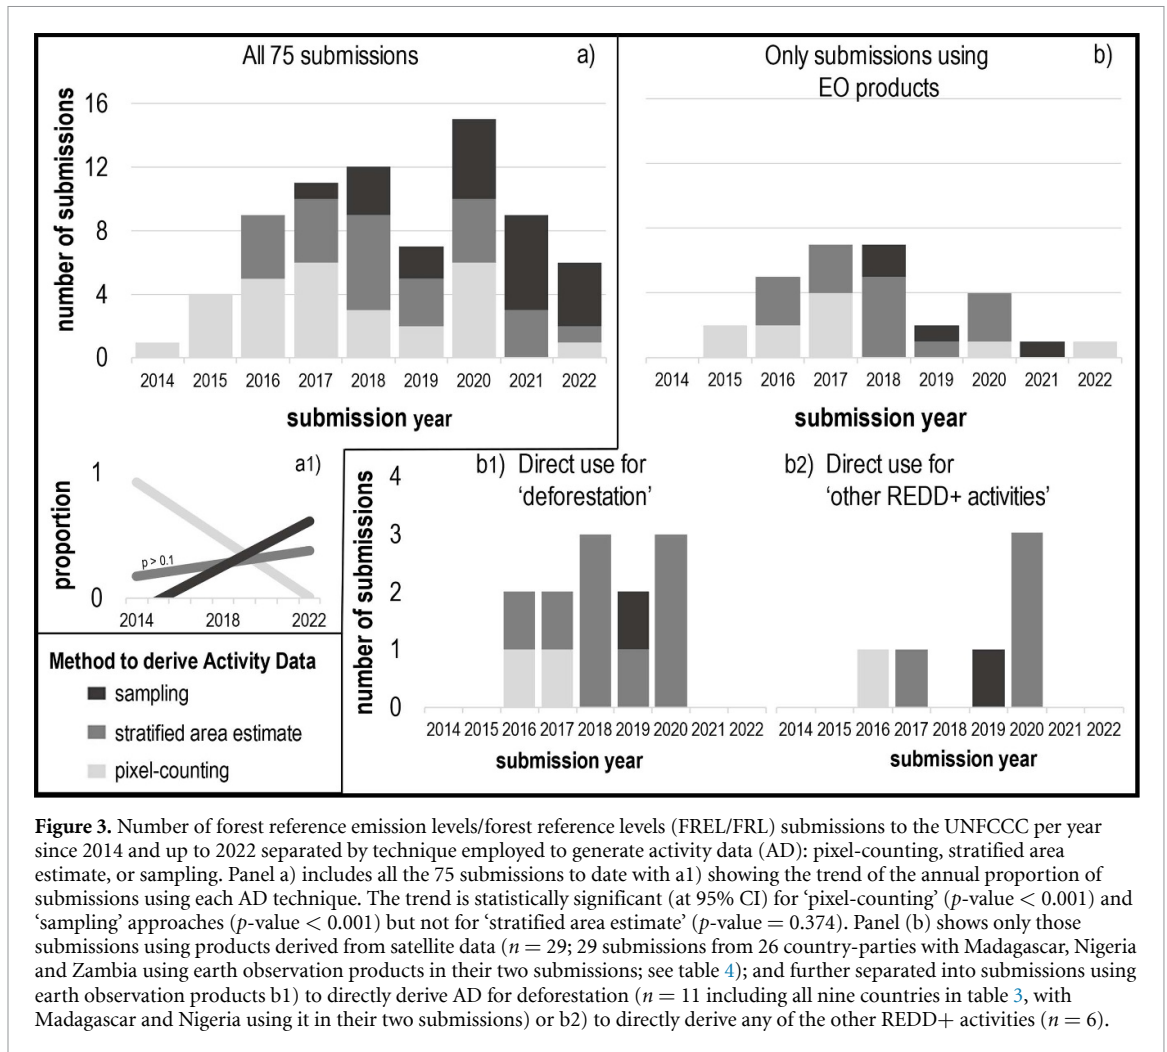 All 75 submissions
a)
number of submissions
16
12
8
4
0
2014 2015 2016 2017 2018 2019 2020 2021 2022
submission year
Only submissions using
EO products
b)
2014 2015 2016 2017 2018 2019 2020 2021 2022
submission year
a1)
proportion
1
0
p > 0.1
2014 2018 2022
Method to derive Activity Data
sampling
stratified area estimate
pixel-counting
b1) Direct use for
'deforestation'
number of submissions
4
3
2
1
0
2014 2015 2016 2017 2018 2019 2020 2021 2022
submission year
b2) Direct use for
'other REDD+ activities'
2014 2015 2016 2017 2018 2019 2020 2021 2022
submission year
Figure 3. Number of forest reference emission levels/forest reference levels (FREL/FRL) submissions to the UNFCCC per year
since 2014 and up to 2022 separated by technique employed to generate activity data (AD): pixel-counting, stratified area
estimate, or sampling. Panel a) includes all the 75 submissions to date with a1) showing the trend of the annual proportion of
submissions using each AD technique. The trend is statistically significant (at 95% CI) for 'pixel-counting' (p-value < 0.001) and
'sampling' approaches (p-value < 0.001) but not for 'stratified area estimate' (p-value = 0.374). Panel (b) shows only those
submissions using products derived from satellite data (n = 29; 29 submissions from 26 country-parties with Madagascar, Nigeria
and Zambia using earth observation products in their two submissions; see table 4); and further separated into submissions using
earth observation products b1) to directly derive AD for deforestation (n = 11 including all nine countries in table 3, with
Madagascar and Nigeria using it in their two submissions) or b2) to directly derive any of the other REDD+ activities (n = 6).